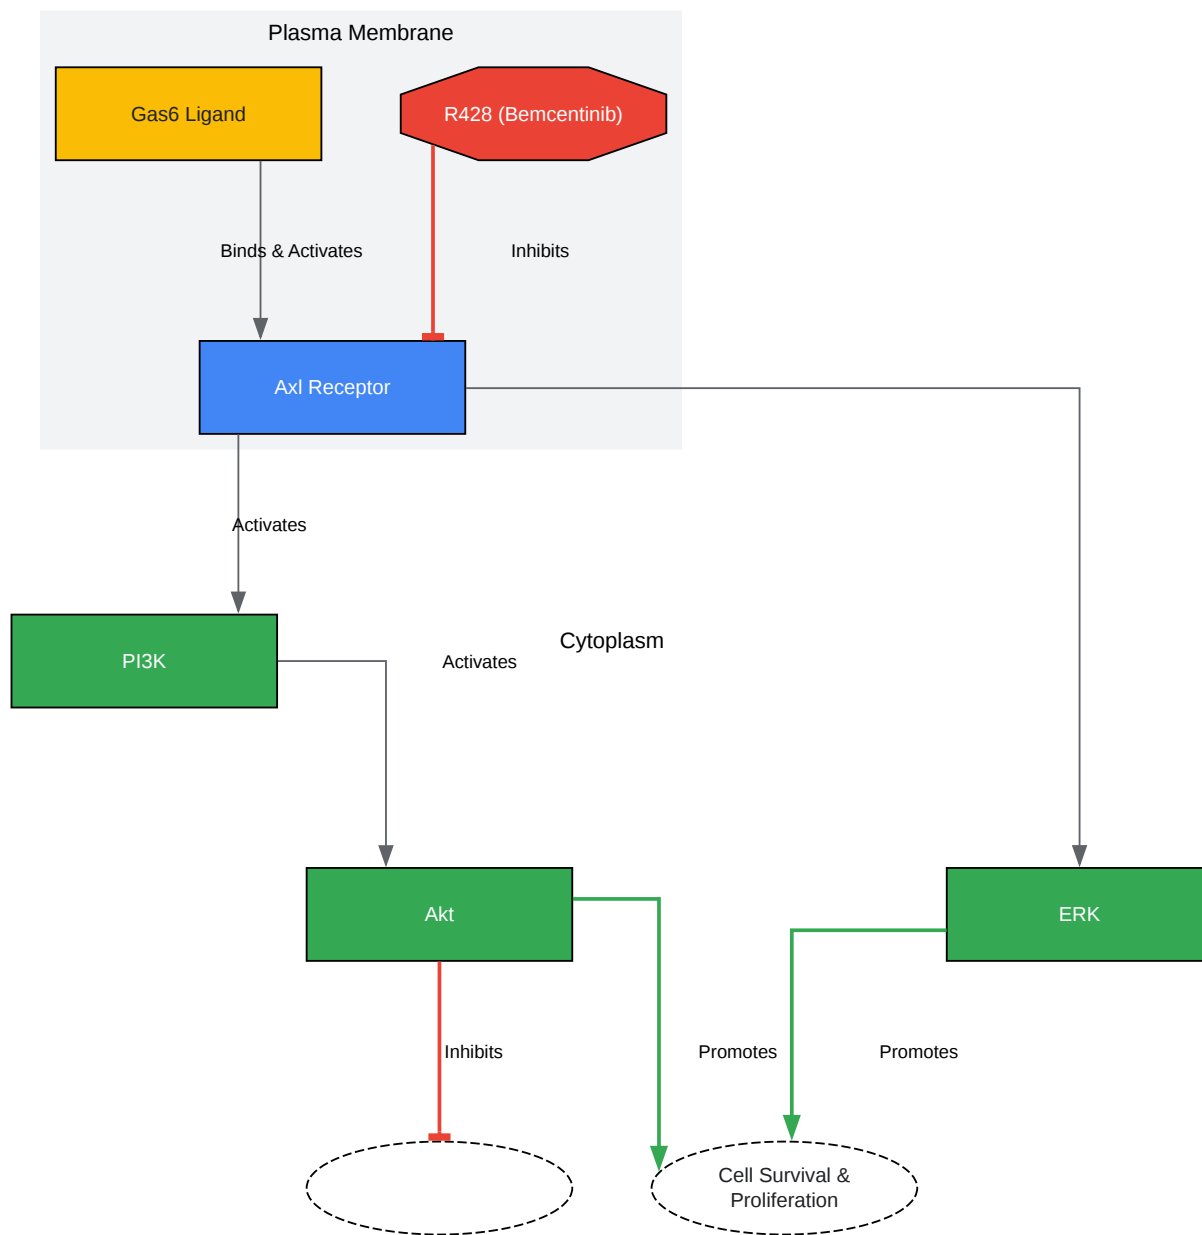 Plasma Membrane
Gas6 Ligand
R428 (Bemcentinib)
Binds & Activates
Inhibits
Axl Receptor
Activates
Cytoplasm
PI3K
Activates
Akt
ERK
Inhibits
Promotes
Promotes
Cell Survival &
Proliferation